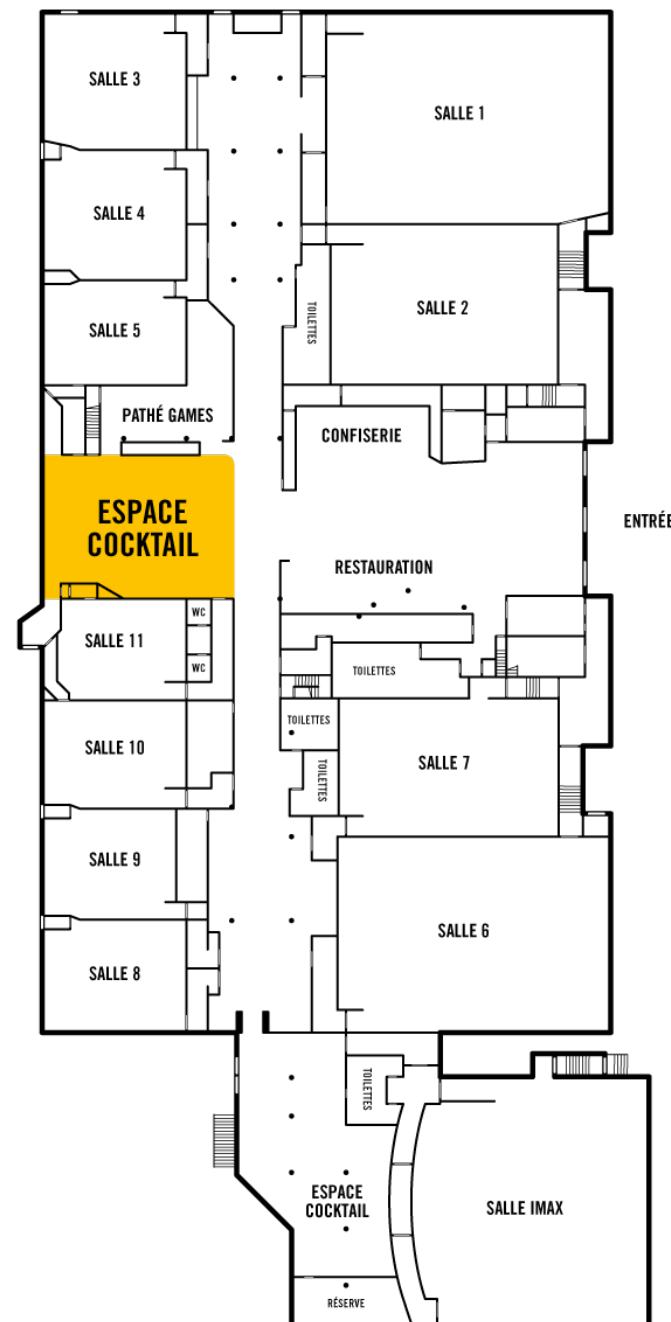 SALLE 3
SALLE 1
SALLE 4
SALLE 2
SALLE 5
TOILETTES
PATHÉ GAMES
CONFISERIE
ESPACE
COCKTAIL
ENTRÉE
RESTAURATION
WC
SALLE 11
WC
TOILETTES
TOILETTES
SALLE 10
SALLE 7
TOILETTES
SALLE 9
SALLE 6
SALLE 8
TOILETTES
ESPACE
COCKTAIL
SALLE IMAX
RÉSERVE